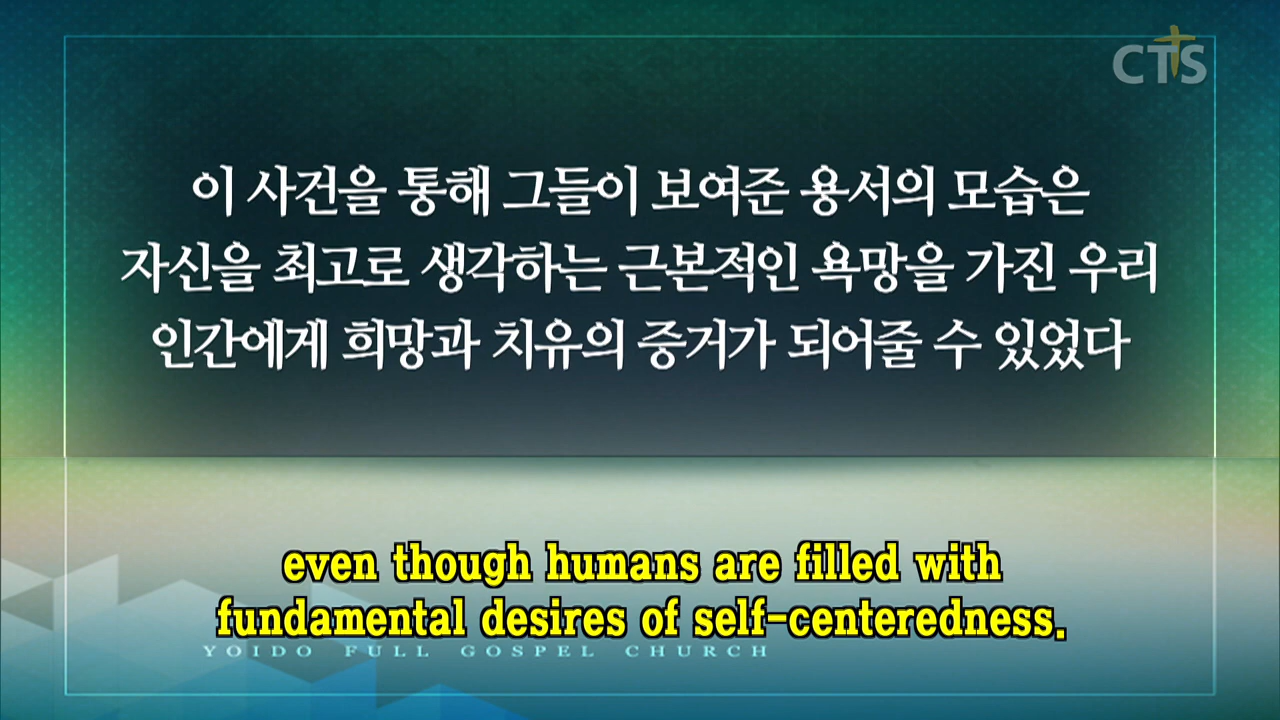 CTS
이 사건을 통해 그들이 보여준 용서의 모습은
자신을 최고로 생각하는 근본적인 욕망을 가진 우리
인간에게 희망과 치유의 증거가 되어줄 수 있었다
even though humans are filled with
fundamental desires of self-centeredness.
YOIDO FULL GOSPEL CHURCH